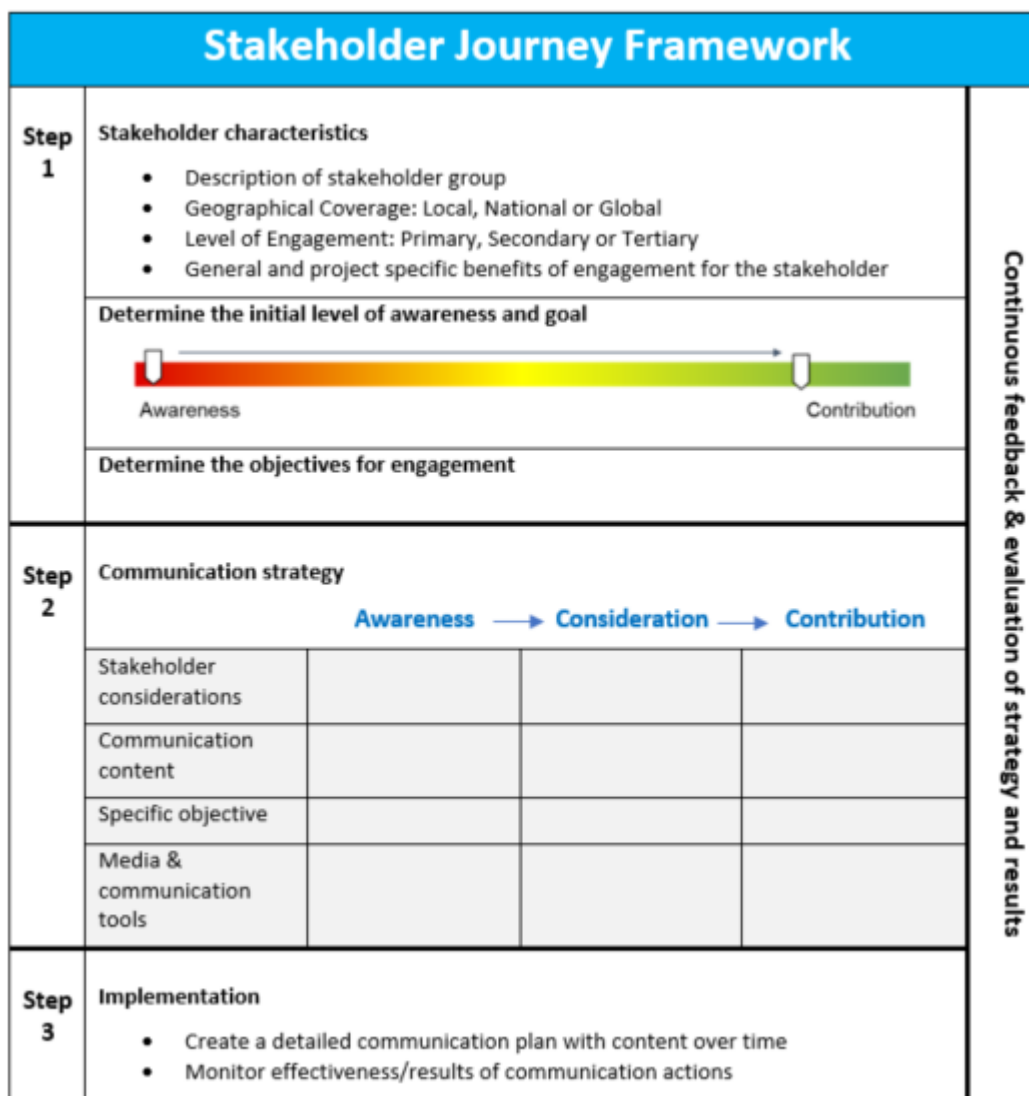 Stakeholder Journey Framework
Step
1
Stakeholder characteristics
• Description of stakeholder group
• Geographical Coverage: Local, National or Global
• Level of Engagement: Primary, Secondary or Tertiary
• General and project specific benefits of engagement for the stakeholder
Determine the initial level of awareness and goal
Awareness Contribution
Determine the objectives for engagement
Step
2
Communication strategy
Awareness Consideration Contribution
Stakeholder
considerations
Communication
content
Specific objective
Media &
communication
tools
Step
3
Implementation
• Create a detailed communication plan with content over time
• Monitor effectiveness/results of communication actions
Continuous feedback & evaluation of strategy and results